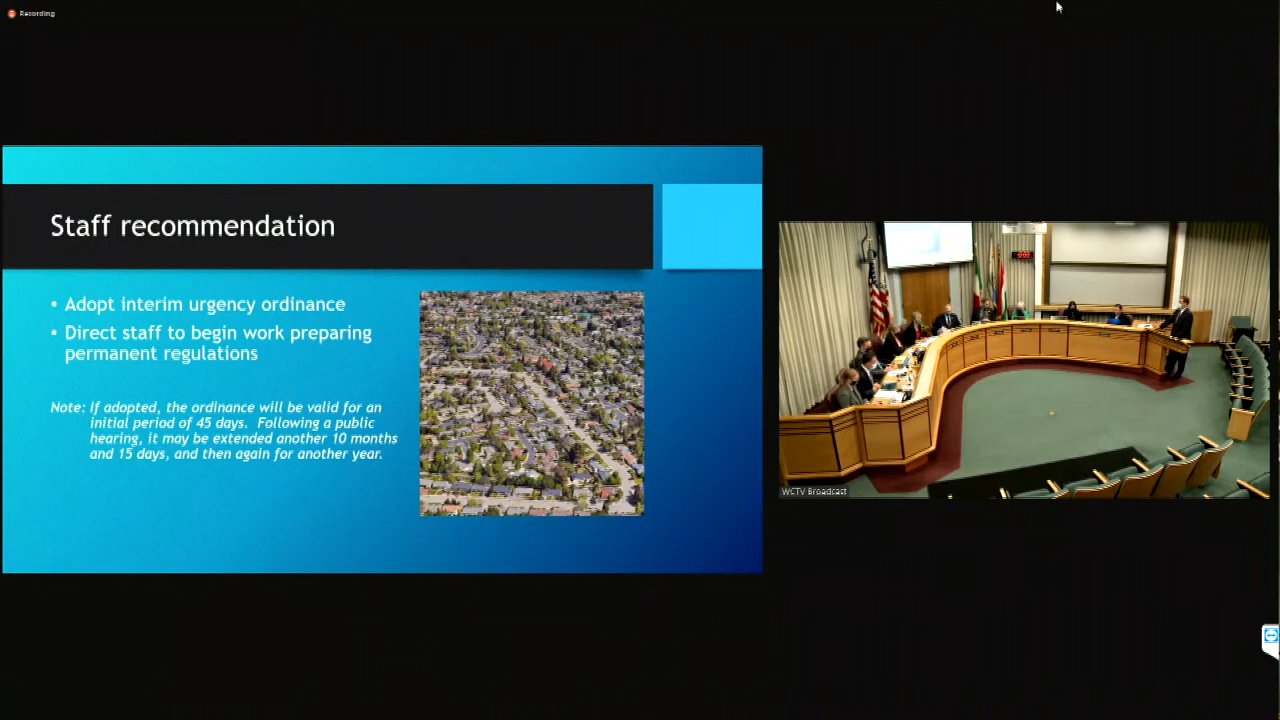 Recording
Staff recommendation
• Adopt interim urgency ordinance
• Direct staff to begin work preparing
permanent regulations
Note: If adopted, the ordinance will be valid for an
initial period of 45 days. Following a public
hearing, it may be extended another 10 months
and 15 days, and then again for another year.
WCTV Broadcast